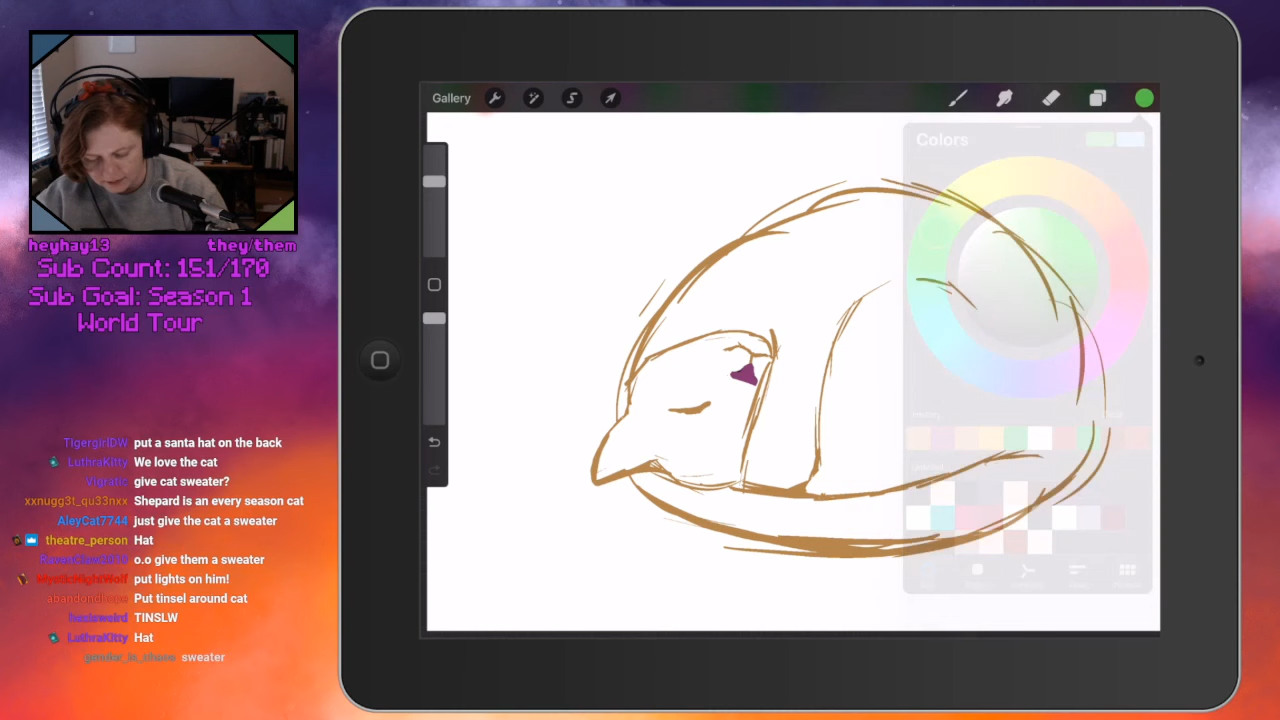 Gallery
Colors
heyhay13 they/them
Sub Count: 151/170
Sub Goal: Season 1
World Tour
TigergirlDW put a santa hat on the back
LuthraKitty We love the cat
Vigratic give cat sweater?
xxnugg3t_qu33nxx Shepard is an every season cat
AleyCat7744 just give the cat a sweater
theatre_person Hat
o.o give them a sweater
MysticNightWolf put lights on him!
Put tinsel around cat
TINSLW
LuthraKitty Hat
sweater